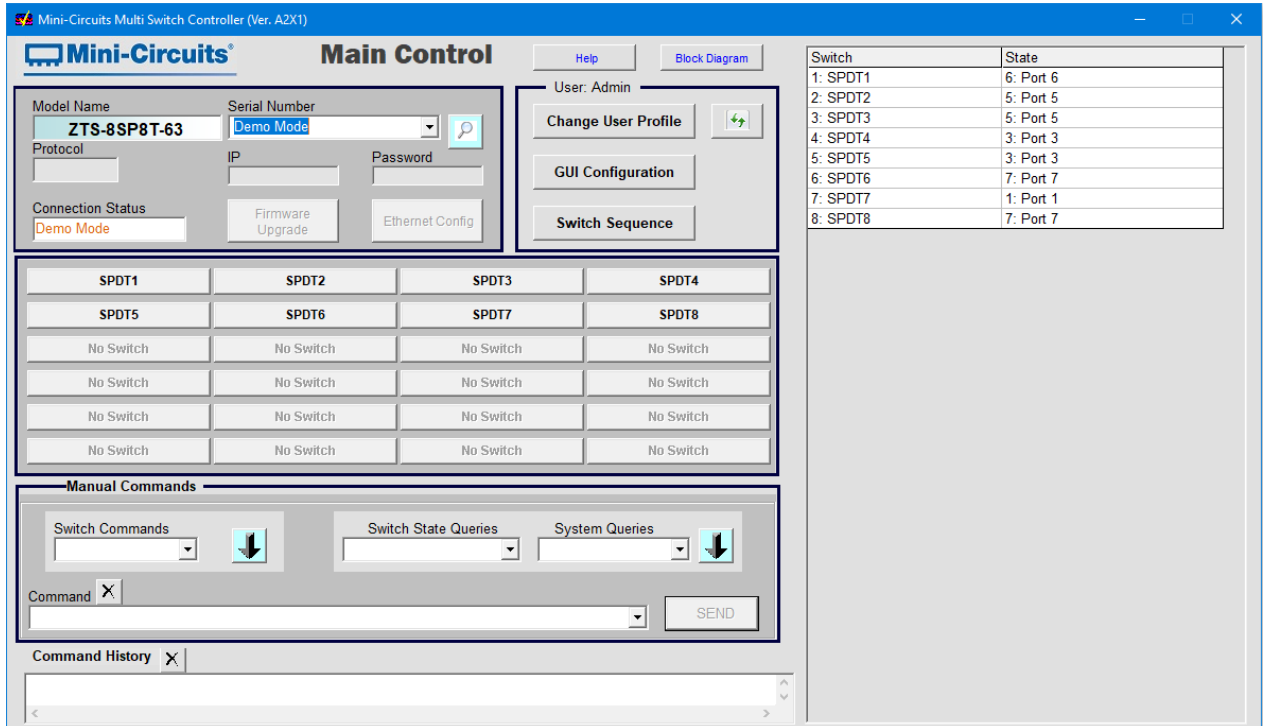 Mini-Circuits Multi Switch Controller (Ver. A2X1)
Mini-Circuits®
Main Control
Help
Block Diagram
Model Name
ZTS-8SP8T-63
Serial Number
Demo Mode
Protocol
IP
Password
Connection Status
Demo Mode
Firmware
Upgrade
Ethernet Config
User: Admin
Change User Profile
GUI Configuration
Switch Sequence
SPDT1 SPDT2 SPDT3 SPDT4
SPDT5 SPDT6 SPDT7 SPDT8
No Switch No Switch No Switch No Switch
No Switch No Switch No Switch No Switch
No Switch No Switch No Switch No Switch
No Switch No Switch No Switch No Switch
Manual Commands
Switch Commands
Switch State Queries
System Queries
Command
X
SEND
Command History
X
Switch State
1: SPDT1 6: Port 6
2: SPDT2 5: Port 5
3: SPDT3 5: Port 5
4: SPDT4 3: Port 3
5: SPDT5 3: Port 3
6: SPDT6 7: Port 7
7: SPDT7 1: Port 1
8: SPDT8 7: Port 7